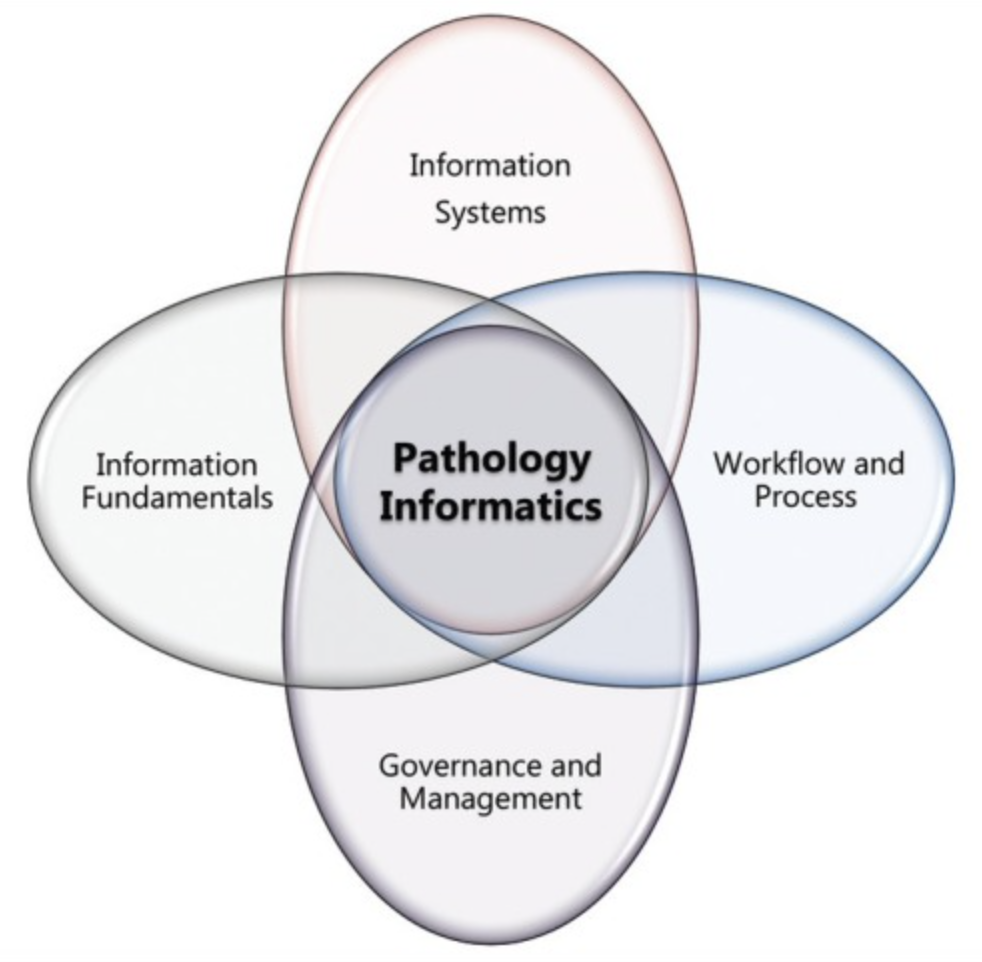 Information
Systems
Information
Fundamentals
Pathology
Informatics
Workflow and
Process
Governance and
Management